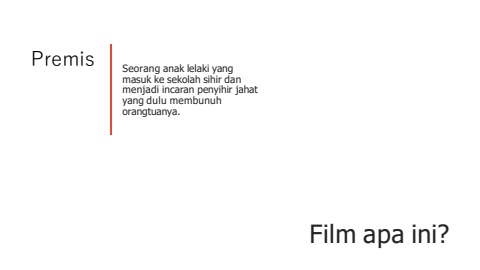 Premis
Seorang anak lelaki yang
masuk ke sekolah sihir dan
menjadi incaran penyihir jahat
yang dulu membunuh
orangtuanya.
Film apa ini?